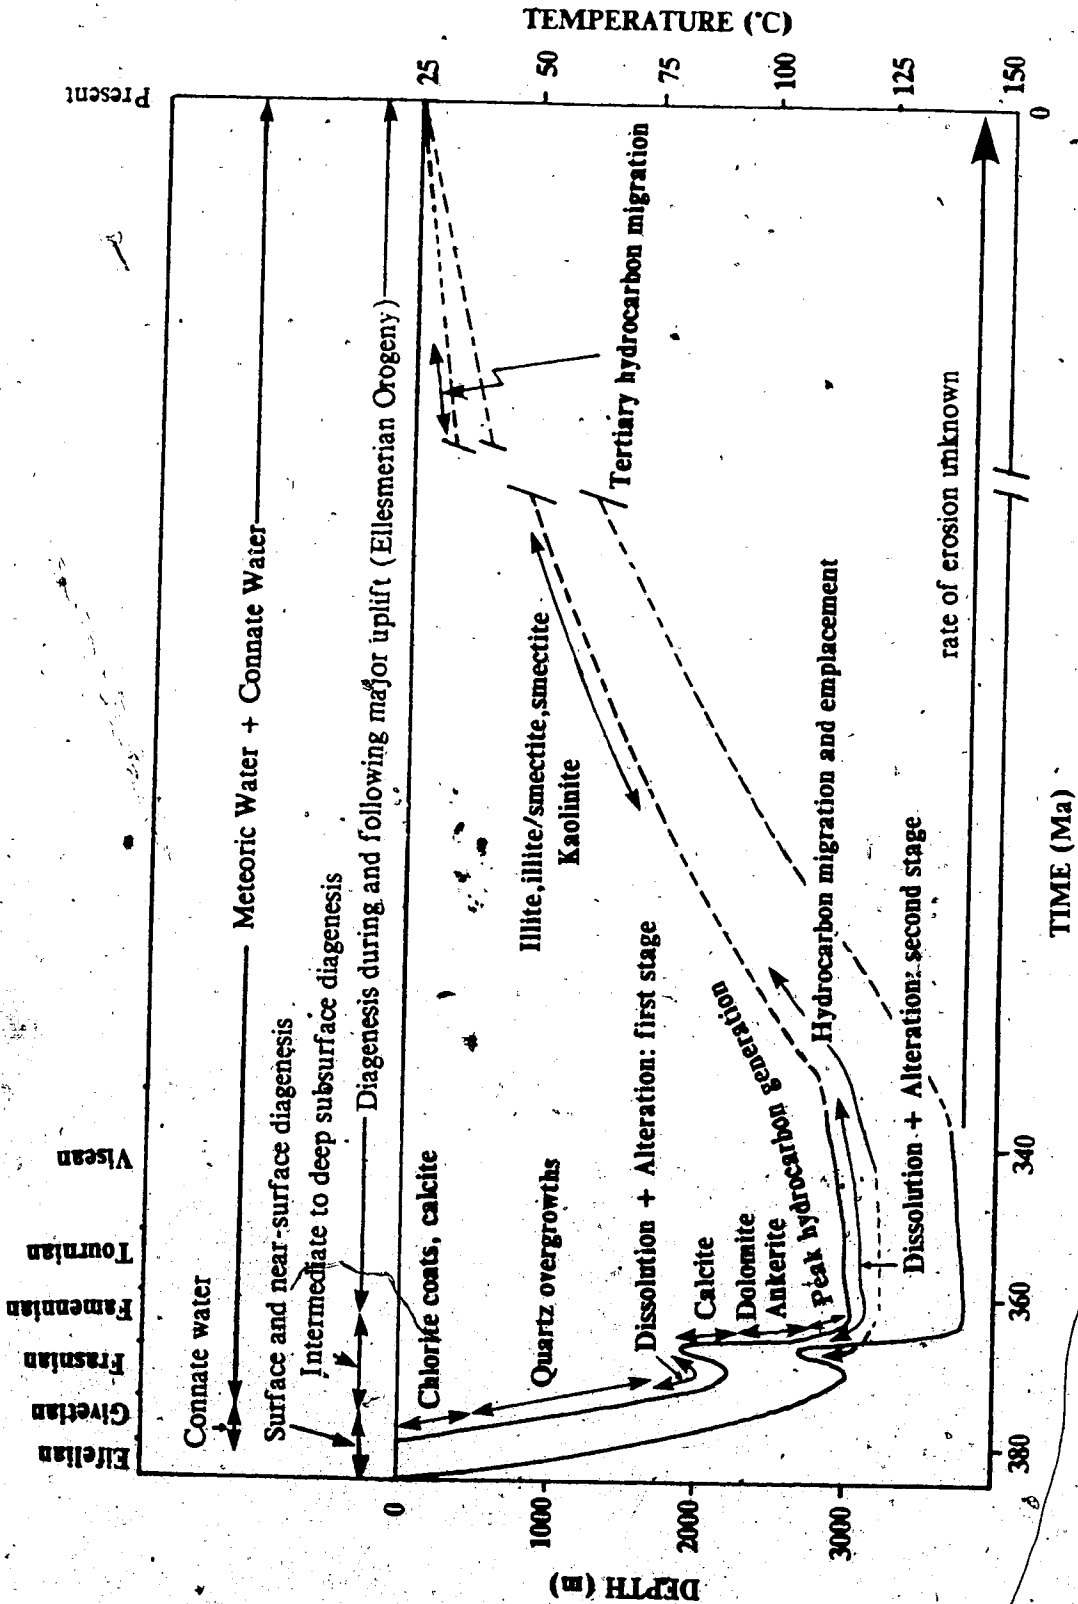 Eifelian
Givetian
Frasnian
Famennian
Tournian
Visean
Present
Connate water
Meteoric Water + Connate Water
Surface and near-surface diagenesis
Intermediate to deep subsurface diagenesis
Diagenesis during and following major uplift (Ellesmerian Orogeny)
Chlorite coats, calcite
Quartz overgrowths
Dissolution + Alteration: first stage
Calcite
Dolomite
Ankerite
Peak hydrocarbon generation
Illite,illite/smectite,smectite
Kaolinite
Tertiary hydrocarbon migration
Hydrocarbon migration and emplacement
Dissolution + Alteration: second stage
rate of erosion unknown
DEPTH (m)
0
1000
2000
3000
TEMPERATURE (°C)
25
50
75
100
125
150
380
360
340
0
TIME (Ma)